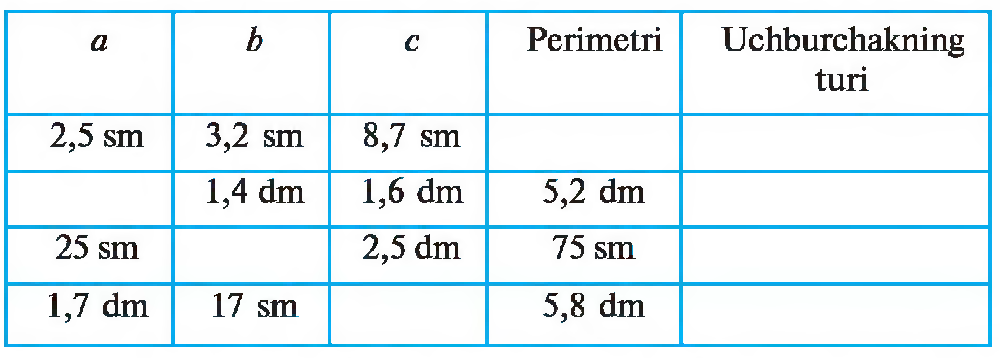 a b c Perimetri Uchburchakning
turi
2,5 sm 3,2 sm 8,7 sm
1,4 dm 1,6 dm 5,2 dm
25 sm 2,5 dm 75 sm
1,7 dm 17 sm 5,8 dm